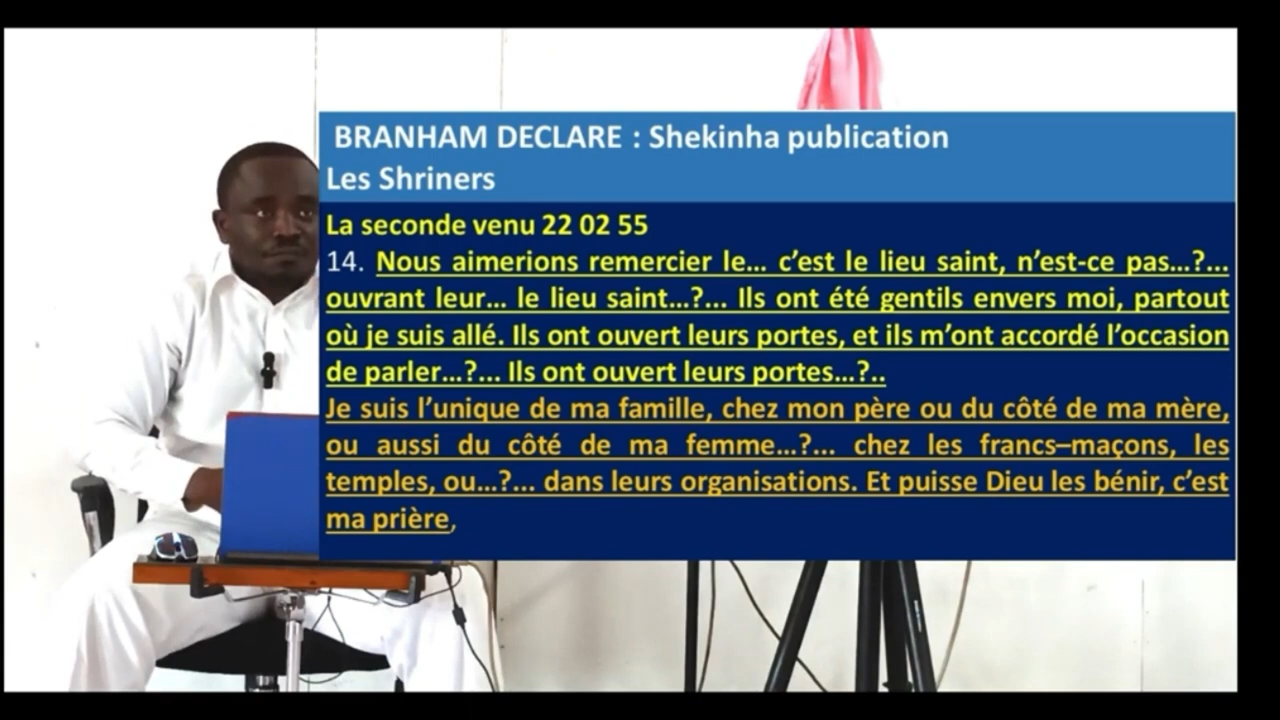 BRANHAM DECLARE : Shekinha publication
Les Shriners
La seconde venu 22 02 55
14. Nous aimerions remercier le... c’est le lieu saint, n’est-ce pas...?...
ouvrant leur... le lieu saint...?... Ils ont été gentils envers moi, partout
où je suis allé. Ils ont ouvert leurs portes, et ils m’ont accordé l’occasion
de parler...?... Ils ont ouvert leurs portes...?..
Je suis l’unique de ma famille, chez mon père ou du côté de ma mère,
ou aussi du côté de ma femme...?... chez les francs–maçons, les
temples, ou...?... dans leurs organisations. Et puisse Dieu les bénir, c’est
ma prière,